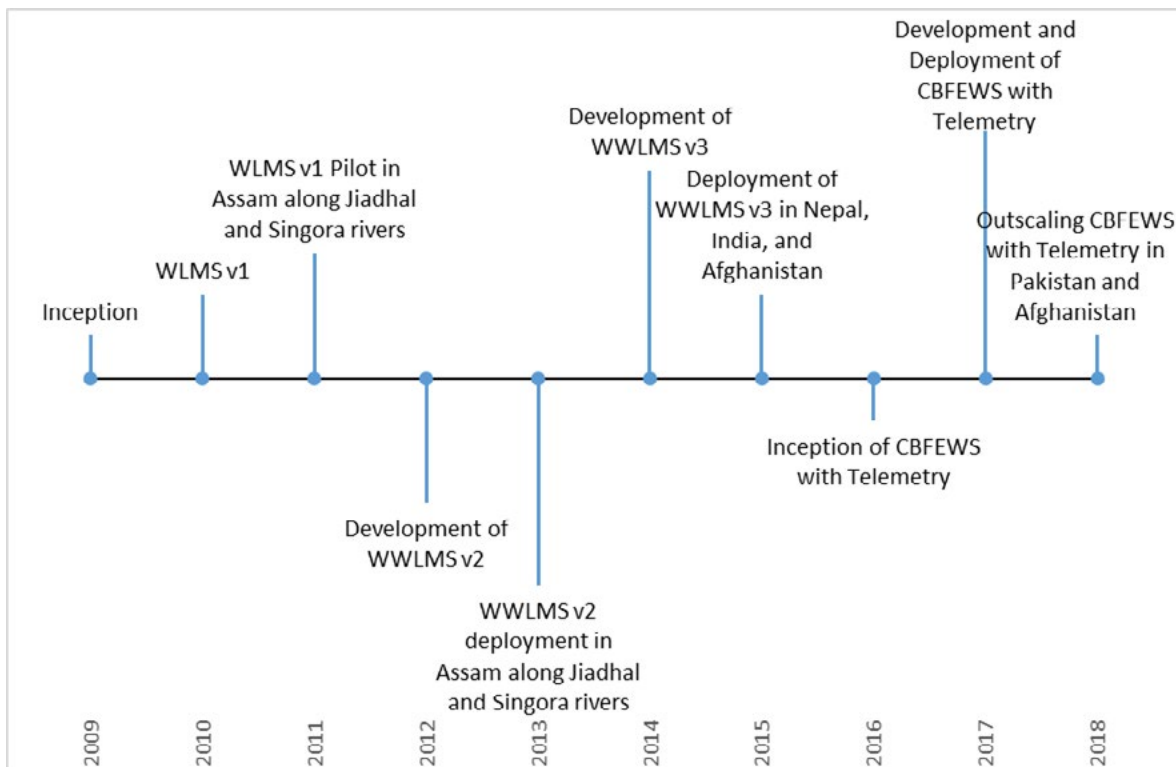 Inception
WLMS v1
WLMS v1 Pilot in
Assam along Jiadhal
and Singora rivers
Development of
WWLMS v2
WWLMS v2
deployment in
Assam along Jiadhal
and Singora rivers
Development of
WWLMS v3
Deployment of
WWLMS v3 in Nepal,
India, and
Afghanistan
Inception of CBFEWS
with Telemetry
Development and
Deployment of
CBFEWS with
Telemetry
Outscaling CBFEWS
with Telemetry in
Pakistan and
Afghanistan
2009
2010
2011
2012
2013
2014
2015
2016
2017
2018